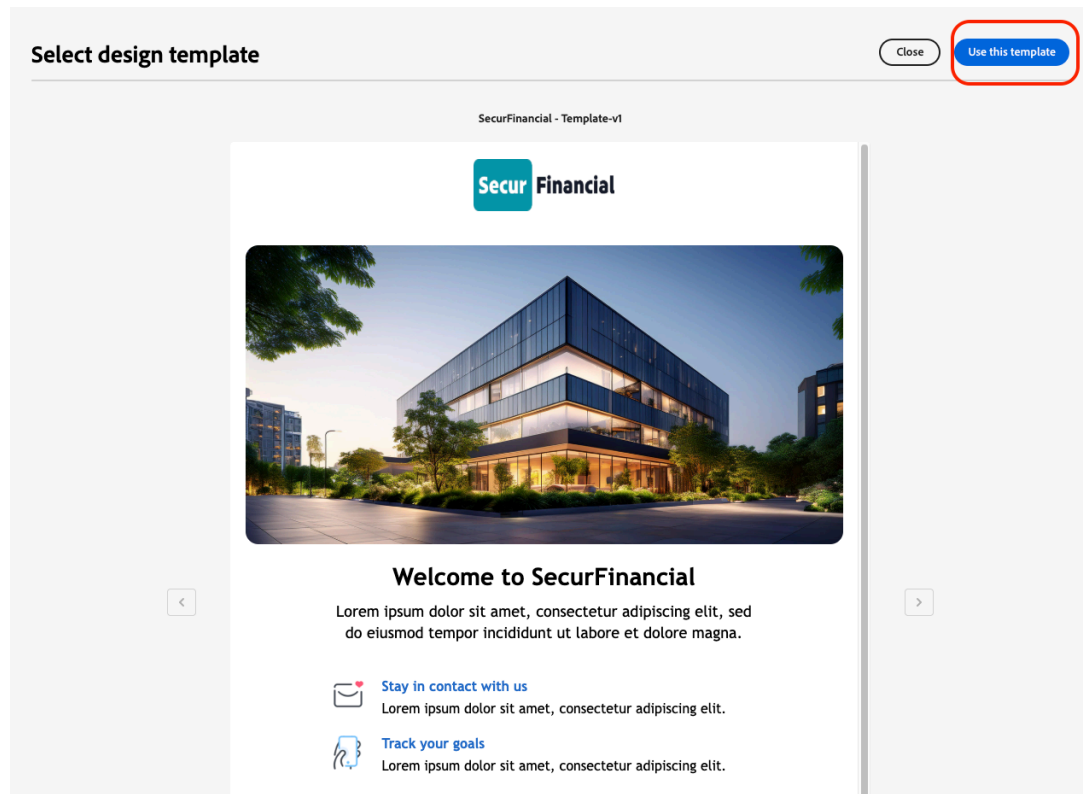 Select design template
Close
Use this template
SecurFinancial - Template-v1
Secur Financial
Welcome to SecurFinancial
Lorem ipsum dolor sit amet, consectetur adipiscing elit, sed
do eiusmod tempor incididunt ut labore et dolore magna.
Stay in contact with us
Lorem ipsum dolor sit amet, consectetur adipiscing elit.
Track your goals
Lorem ipsum dolor sit amet, consectetur adipiscing elit.